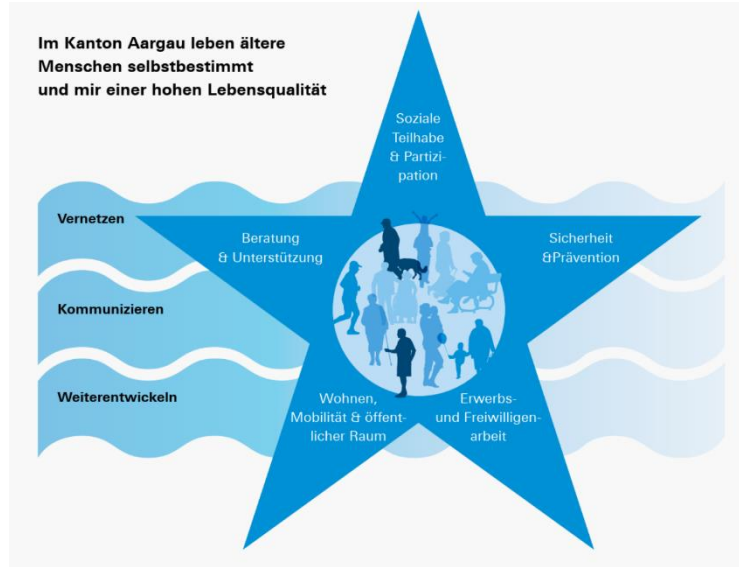 Im Kanton Aargau leben ältere
Menschen selbstbestimmt
und mir einer hohen Lebensqualität
Soziale
Teilhabe
& Partizi-
pation
Vernetzen
Beratung
& Unterstützung
Sicherheit
&Prävention
Kommunizieren
Weiterentwickeln
Wohnen,
Mobilität & öffent-
licher Raum
Erwerbs-
und Freiwilligen-
arbeit